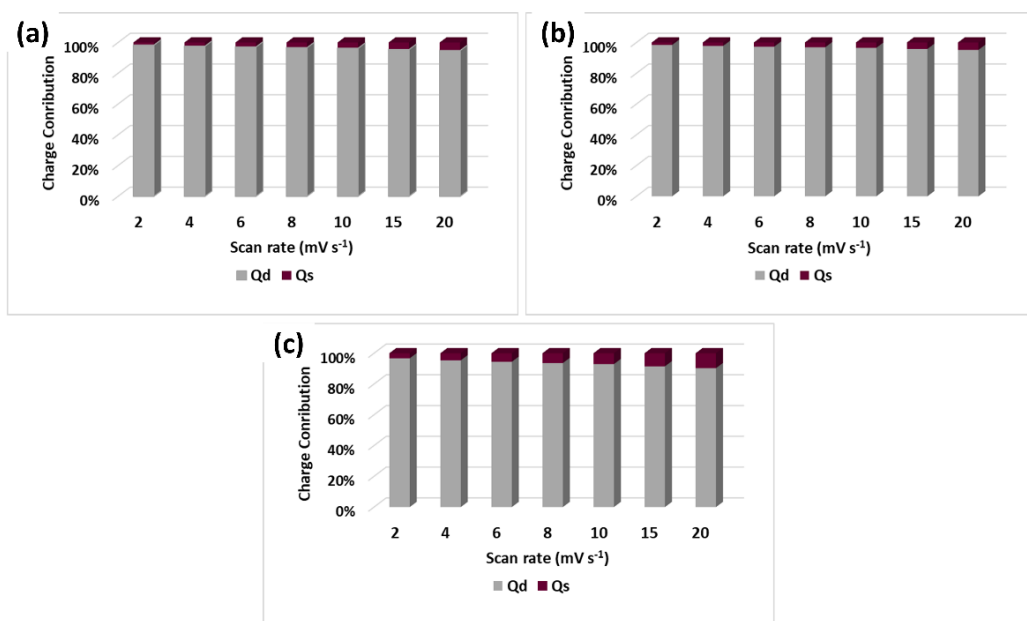 (a)
100%
80%
60%
40%
20%
0%
Charge Conribution
2 4 6 8 10 15 20
Scan rate (mV s⁻¹)
Qd Qs
(b)
100%
80%
60%
40%
20%
0%
Charge Conribution
2 4 6 8 10 15 20
Scan rate (mV s⁻¹)
Qd Qs
(c)
100%
80%
60%
40%
20%
0%
Charge Conribution
2 4 6 8 10 15 20
Scan rate (mV s⁻¹)
Qd Qs